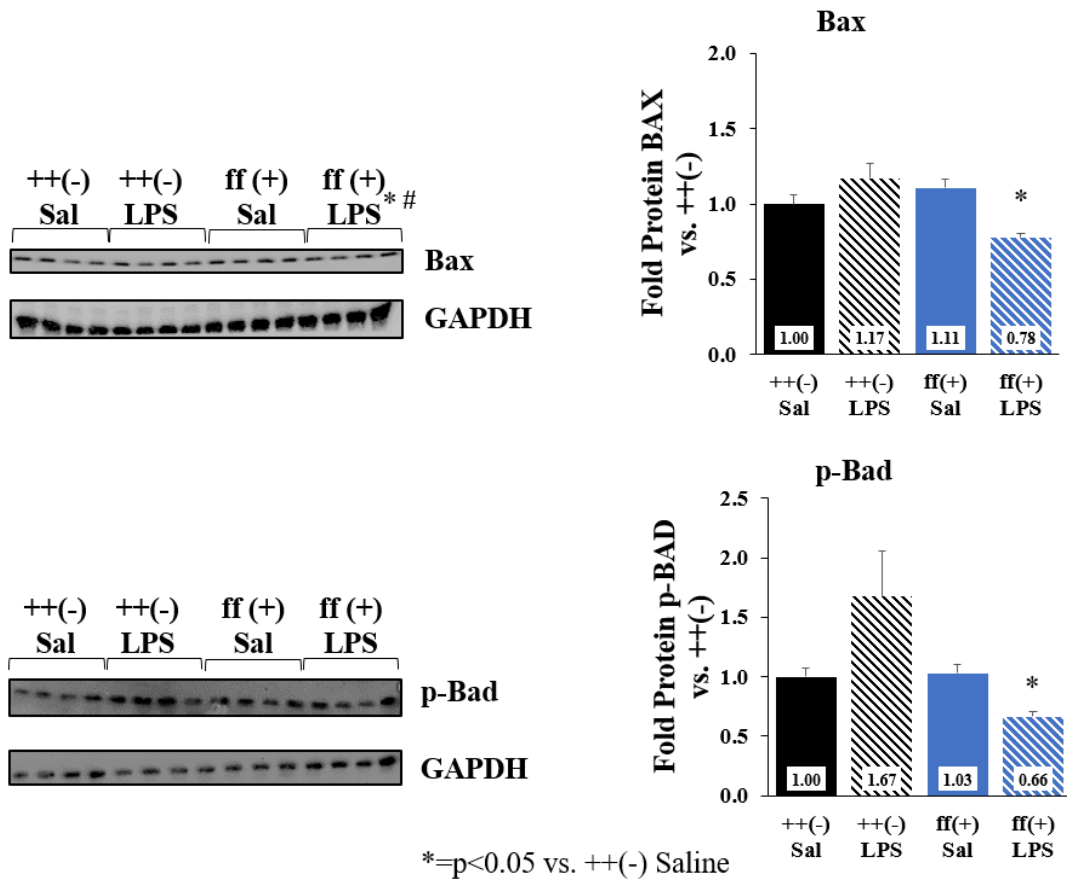 ++(-) ++(-) ff (+) ff (+)
Sal LPS Sal LPS* #
Bax
GAPDH
Bax
Fold Protein BAX
vs. ++(-)
2.0
1.5
1.0
0.5
0.0
1.00 1.17 1.11 0.78
*
++(-) ++(-) ff(+) ff(+)
Sal LPS Sal LPS
++(-) ++(-) ff (+) ff (+)
Sal LPS Sal LPS
p-Bad
GAPDH
p-Bad
Fold Protein p-BAD
vs. ++(-)
2.5
2.0
1.5
1.0
0.5
0.0
*
1.00 1.67 1.03 0.66
++(-) ++(-) ff(+) ff(+)
Sal LPS Sal LPS
*=p<0.05 vs. ++(-) Saline